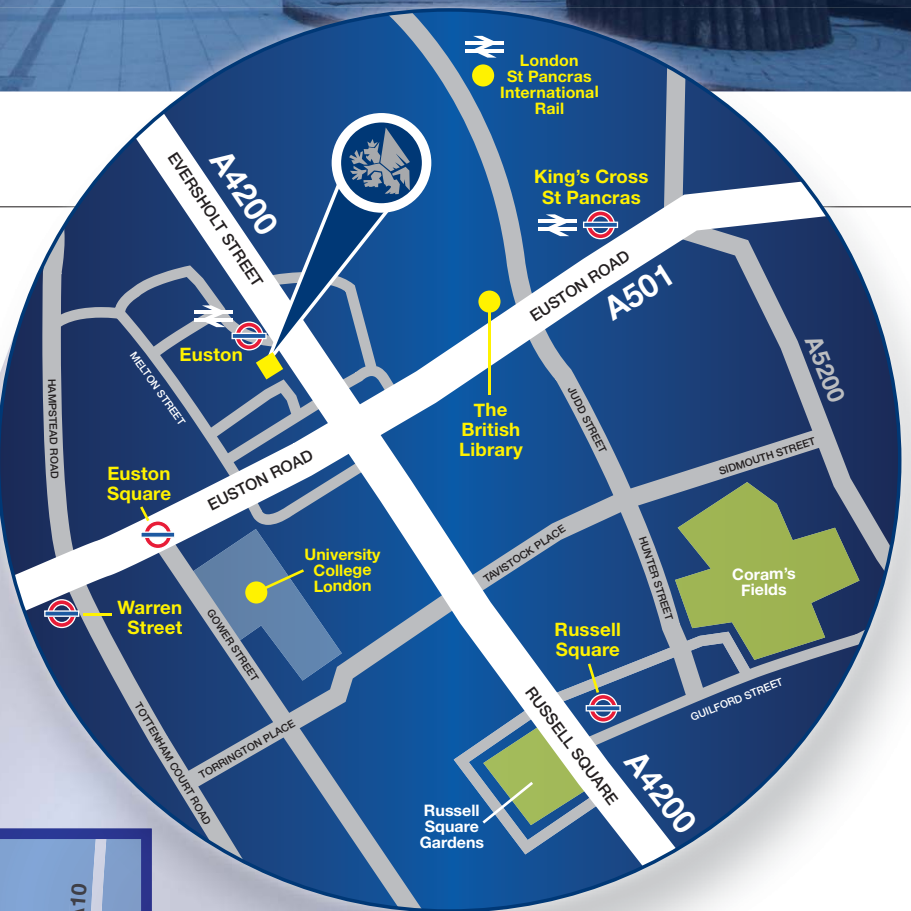 London
St Pancras
International
Rail
A4200
EVERSHOLT STREET
King's Cross
St Pancras
EUSTON ROAD
A501
Euston
MELTON STREET
HAMPSTEAD ROAD
The
British
Library
JUDD STREET
A5200
SIDMOUTH STREET
Euston
Square
EUSTON ROAD
University
College
London
TAVISTOCK PLACE
HUNTER STREET
Coram's
Fields
Warren
Street
GOWER STREET
Russell
Square
GUILFORD STREET
TOTTENHAM COURT ROAD
TORRINGTON PLACE
RUSSELL SQUARE
A4200
Russell
Square
Gardens